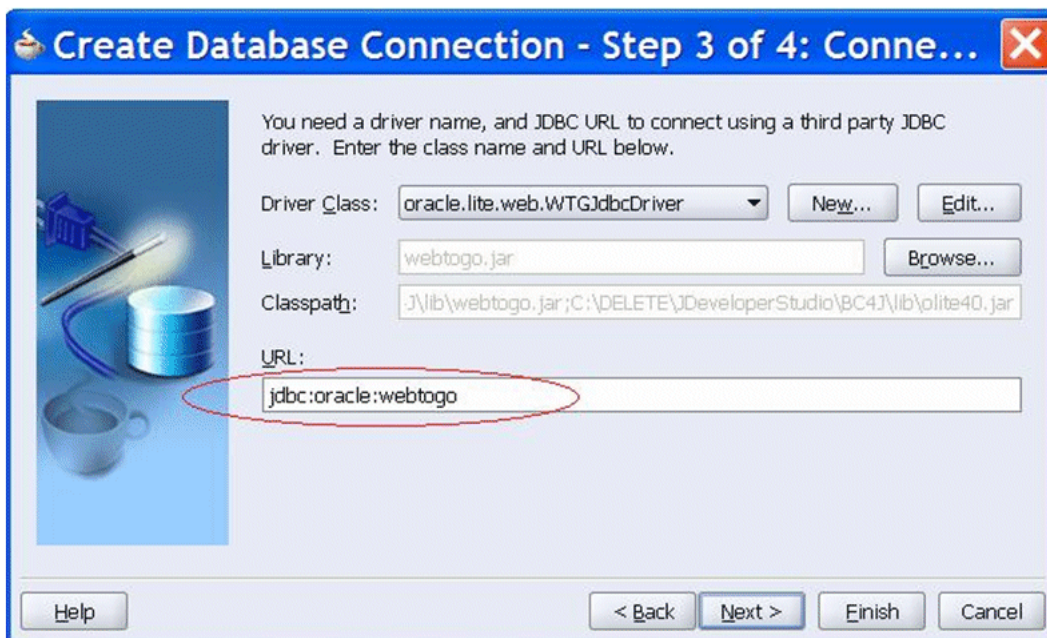 Create Database Connection - Step 3 of 4: Conne...
You need a driver name, and JDBC URL to connect using a third party JDBC
driver. Enter the class name and URL below.
Driver Class: oracle.lite.web.WTGJdbcDriver New... Edit...
Library: webtogo.jar Browse...
Classpath: J\lib\webtogo.jar;C:\DELETE\JDeveloperStudio\BC4J\lib\olite40.jar
URL:
jdbc:oracle:webtogo
Help < Back Next > Finish Cancel